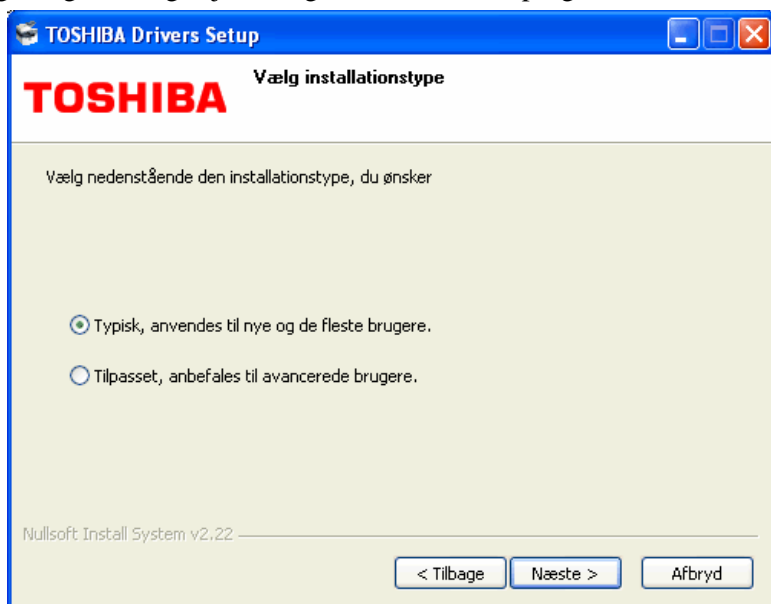 TOSHIBA Drivers Setup
TOSHIBA
Vælg installationstype
Vælg nedenstående den installationstype, du ønsker
Typisk, anvendes til nye og de fleste brugere.
Tilpasset, anbefales til avancerede brugere.
Nullsoft Install System v2.22
< Tilbage
Næste >
Afbryd